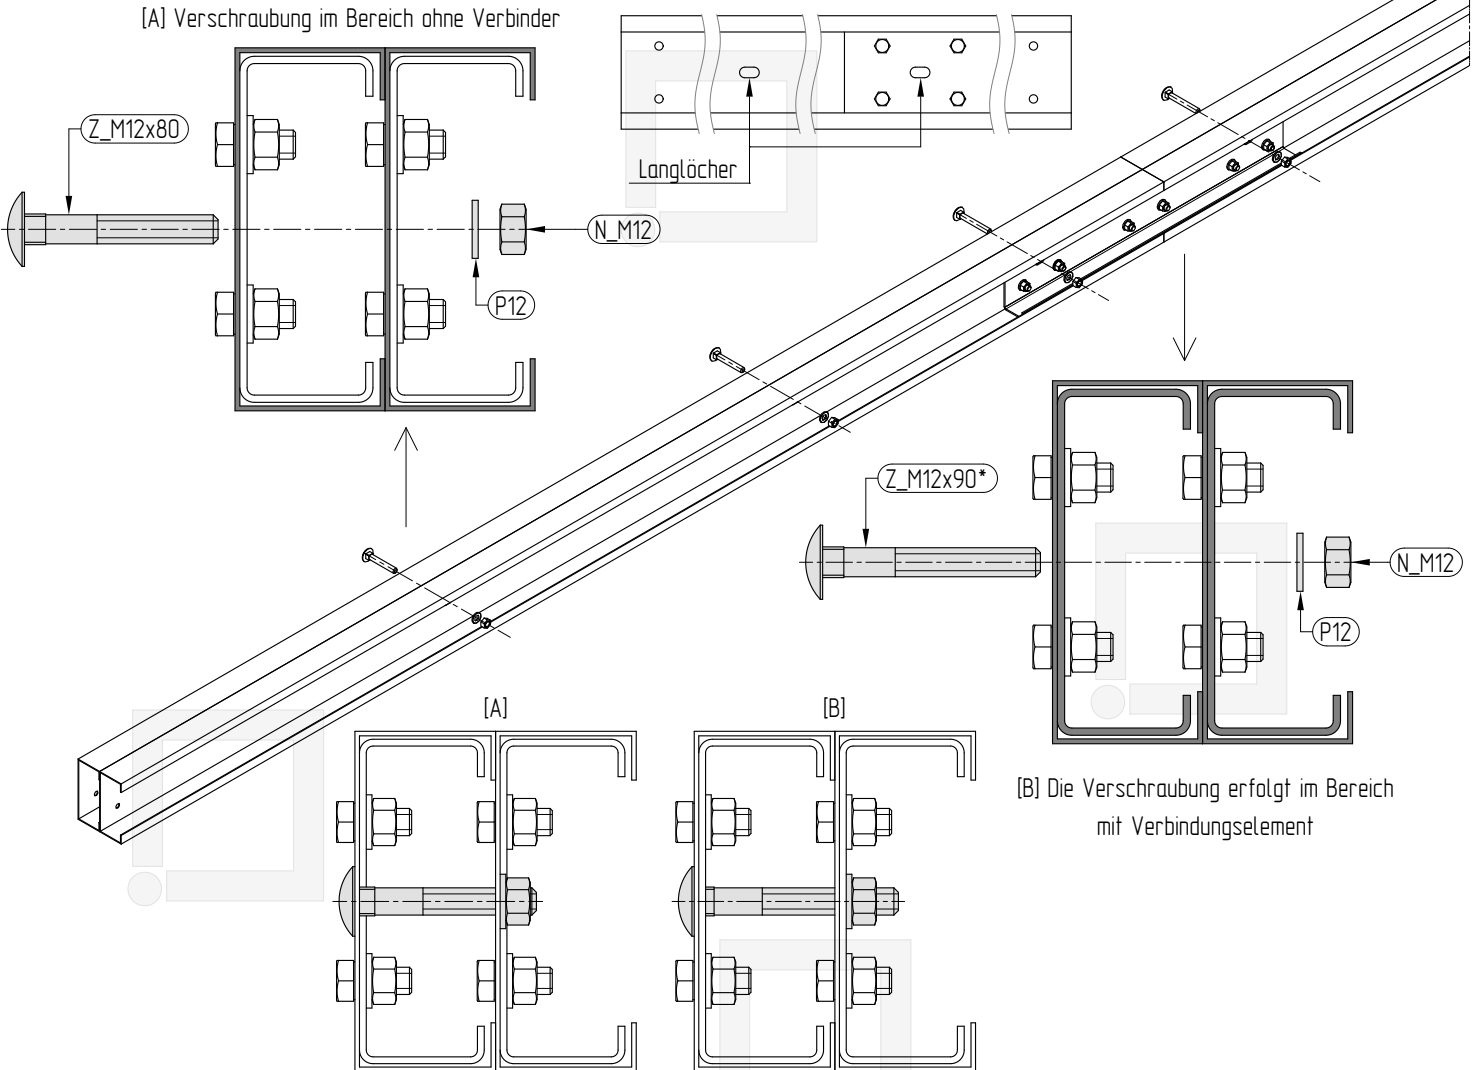 [A] Verschraubung im Bereich ohne Verbinder
Z_M12x80
N_M12
P12
Langlöcher
Z_M12x90*
N_M12
P12
[A]
[B]
[B] Die Verschraubung erfolgt im Bereich
mit Verbindungselement